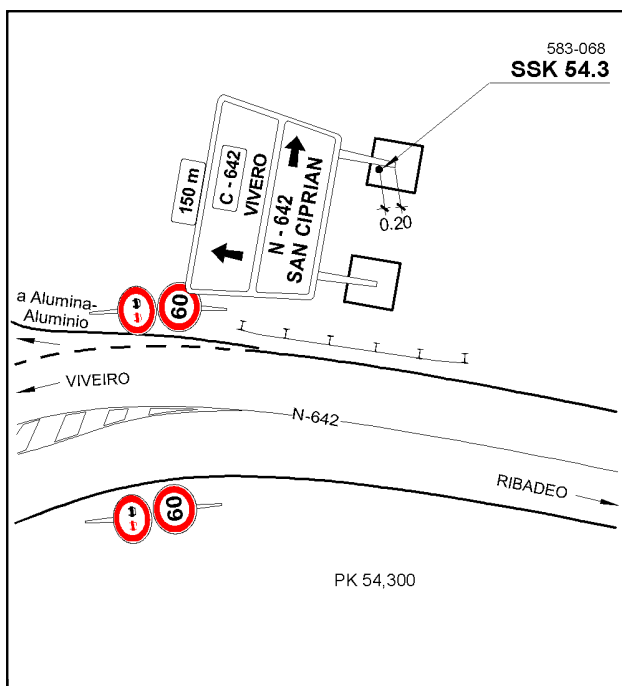 583-068
SSK 54.3
150 m
C - 642
VIVERO
N - 642
SAN CIPRIAN
0.20
a Alumina-
Aluminio
60
VIVEIRO
N-642
RIBADEO
60
PK 54,300